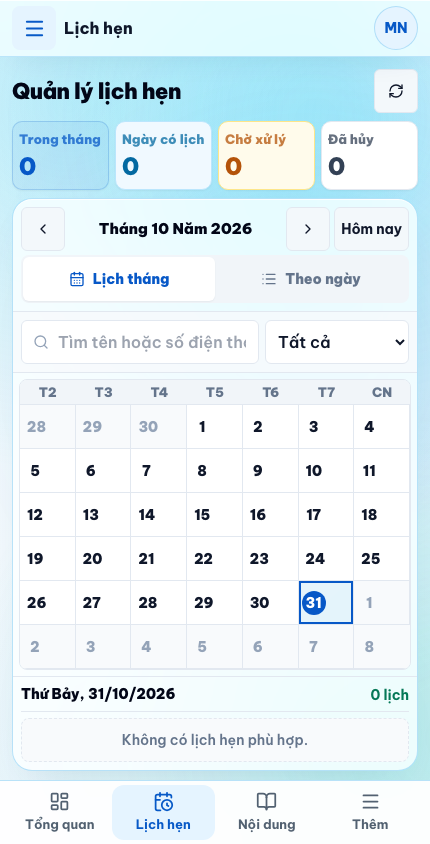 Lịch hẹn MN
Quản lý lịch hẹn
Trong tháng Ngày có lịch Chờ xử lý Đã hủy
0 0 0 0
Tháng 10 Năm 2026 Hôm nay
Lịch tháng Theo ngày
Tìm tên hoặc số điện tho Tất cả
T2 T3 T4 T5 T6 T7 CN
28 29 30 1 2 3 4
5 6 7 8 9 10 11
12 13 14 15 16 17 18
19 20 21 22 23 24 25
26 27 28 29 30 31 1
2 3 4 5 6 7 8
Thứ Bảy, 31/10/2026 0 lịch
Không có lịch hẹn phù hợp.
Tổng quan Lịch hẹn Nội dung Thêm